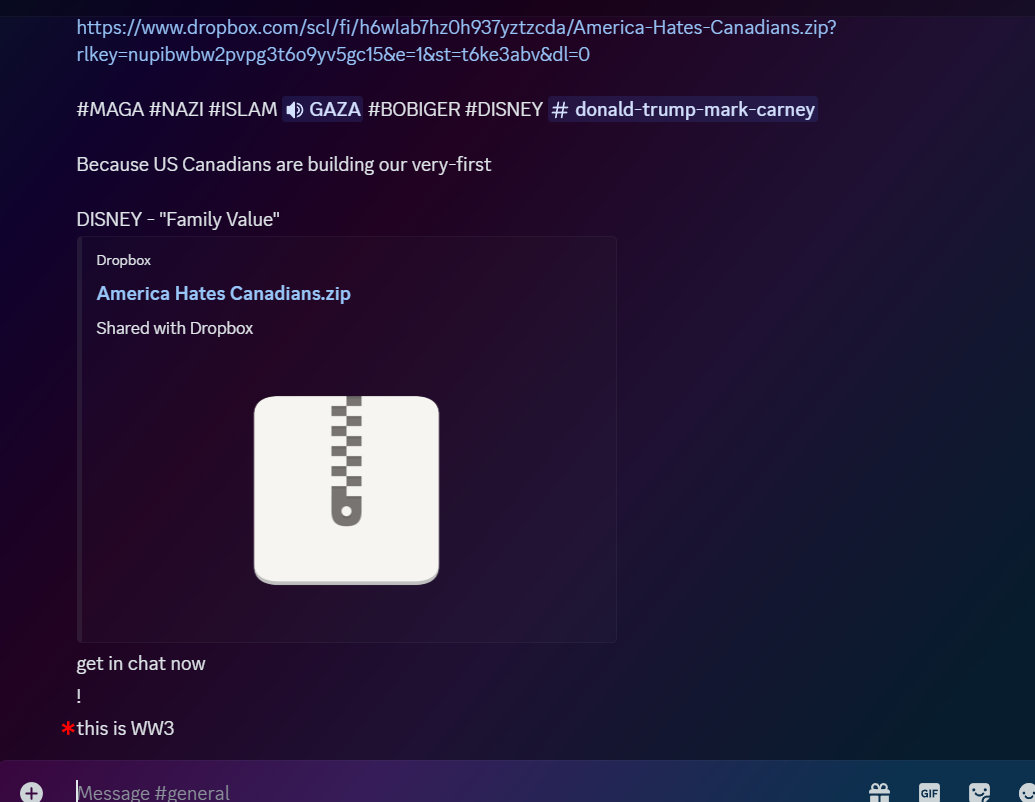 https://www.dropbox.com/scl/fi/h6wlab7hz0h937yztzcda/America-Hates-Canadians.zip?
rlkey=nupibwbw2pvpg3t6o9yv5gc15&e=1&st=t6ke3abv&dl=0
#MAGA #NAZI #ISLAM GAZA #BOBIGER #DISNEY # donald-trump-mark-carney
Because US Canadians are building our very-first
DISNEY - "Family Value"
Dropbox
America Hates Canadians.zip
Shared with Dropbox
get in chat now
!
*this is WW3
Message #general
GIF